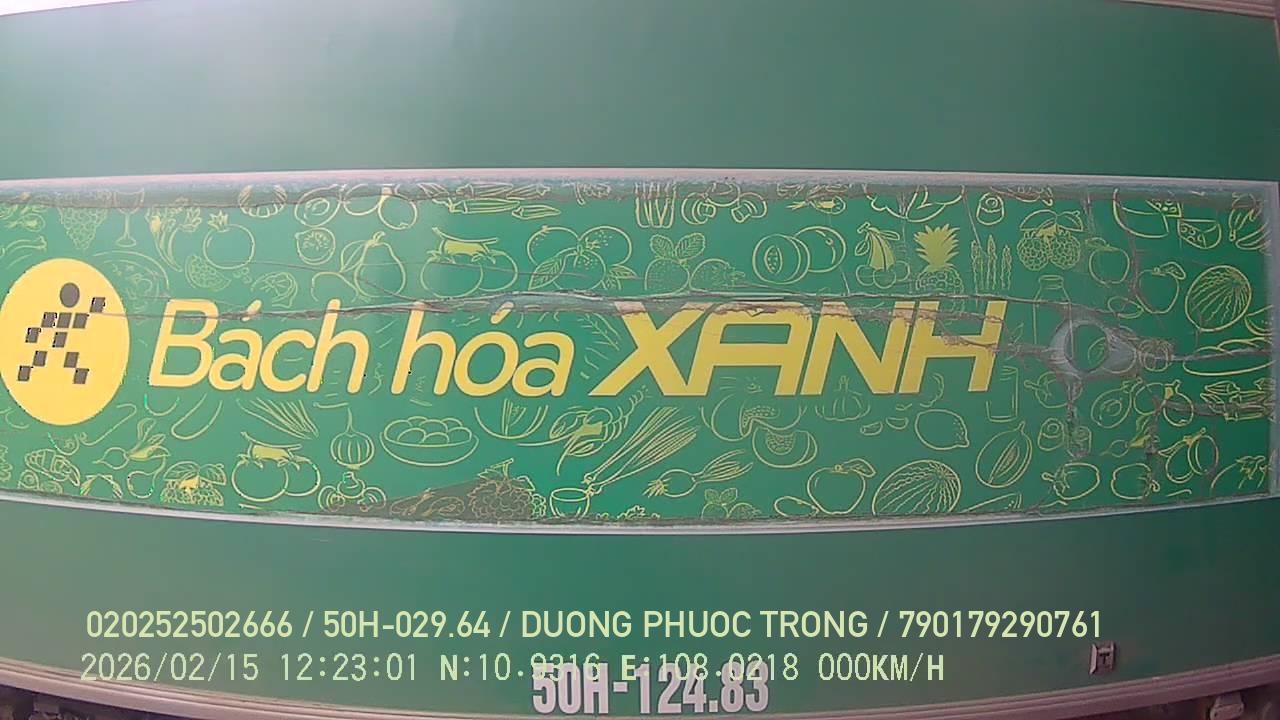 Bách hóa XANH
020252502666 / 50H-029.64 / DUONG PHUOC TRONG / 790179290761
2026/02/15 12:23:01 N:10.9316 E:108.0218 000KM/H
50H-124.83